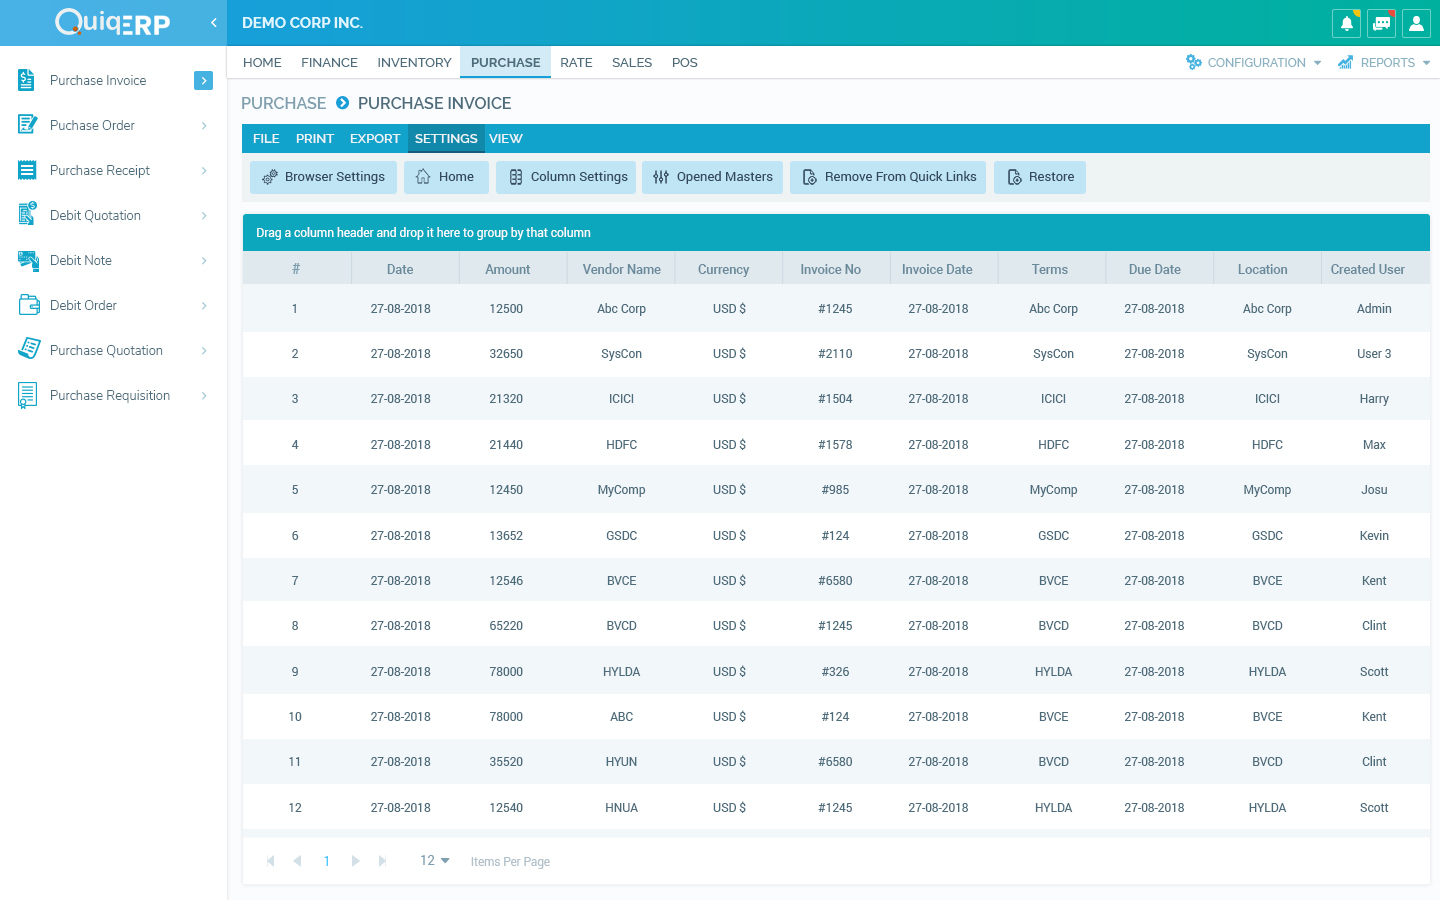 QuiqERP
DEMO CORP INC.
HOME FINANCE INVENTORY PURCHASE RATE SALES POS CONFIGURATION REPORTS
Purchase Invoice
Puchase Order
Purchase Receipt
Debit Quotation
Debit Note
Debit Order
Purchase Quotation
Purchase Requisition
PURCHASE PURCHASE INVOICE
FILE PRINT EXPORT SETTINGS VIEW
Browser Settings Home Column Settings Opened Masters Remove From Quick Links Restore
Drag a column header and drop it here to group by that column
# Date Amount Vendor Name Currency Invoice No Invoice Date Terms Due Date Location Created User
1 27-08-2018 12500 Abc Corp USD $ #1245 27-08-2018 Abc Corp 27-08-2018 Abc Corp Admin
2 27-08-2018 32650 SysCon USD $ #2110 27-08-2018 SysCon 27-08-2018 SysCon User 3
3 27-08-2018 21320 ICICI USD $ #1504 27-08-2018 ICICI 27-08-2018 ICICI Harry
4 27-08-2018 21440 HDFC USD $ #1578 27-08-2018 HDFC 27-08-2018 HDFC Max
5 27-08-2018 12450 MyComp USD $ #985 27-08-2018 MyComp 27-08-2018 MyComp Josu
6 27-08-2018 13652 GSDC USD $ #124 27-08-2018 GSDC 27-08-2018 GSDC Kevin
7 27-08-2018 12546 BVCE USD $ #6580 27-08-2018 BVCE 27-08-2018 BVCE Kent
8 27-08-2018 65220 BVCD USD $ #1245 27-08-2018 BVCD 27-08-2018 BVCD Clint
9 27-08-2018 78000 HYLDA USD $ #326 27-08-2018 HYLDA 27-08-2018 HYLDA Scott
10 27-08-2018 78000 ABC USD $ #124 27-08-2018 BVCE 27-08-2018 BVCE Kent
11 27-08-2018 35520 HYUN USD $ #6580 27-08-2018 BVCD 27-08-2018 BVCD Clint
12 27-08-2018 12540 HNUA USD $ #1245 27-08-2018 HYLDA 27-08-2018 HYLDA Scott
1 12 Items Per Page